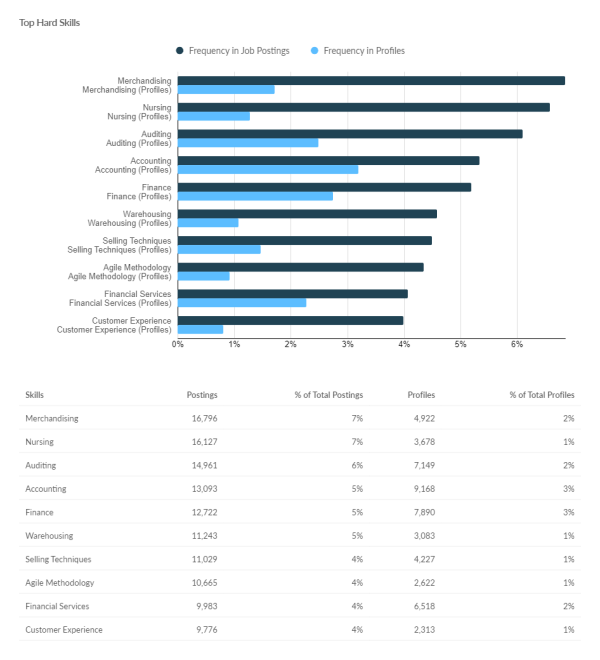 Top Hard Skills
Frequency in Job Postings Frequency in Profiles
Merchandising
Merchandising (Profiles)
Nursing
Nursing (Profiles)
Auditing
Auditing (Profiles)
Accounting
Accounting (Profiles)
Finance
Finance (Profiles)
Warehousing
Warehousing (Profiles)
Selling Techniques
Selling Techniques (Profiles)
Agile Methodology
Agile Methodology (Profiles)
Financial Services
Financial Services (Profiles)
Customer Experience
Customer Experience (Profiles)
0% 1% 2% 3% 4% 5% 6%
Skills Postings % of Total Postings Profiles % of Total Profiles
Merchandising 16,796 7% 4,922 2%
Nursing 16,127 7% 3,678 1%
Auditing 14,961 6% 7,149 2%
Accounting 13,093 5% 9,168 3%
Finance 12,722 5% 7,890 3%
Warehousing 11,243 5% 3,083 1%
Selling Techniques 11,029 4% 4,227 1%
Agile Methodology 10,665 4% 2,622 1%
Financial Services 9,983 4% 6,518 2%
Customer Experience 9,776 4% 2,313 1%